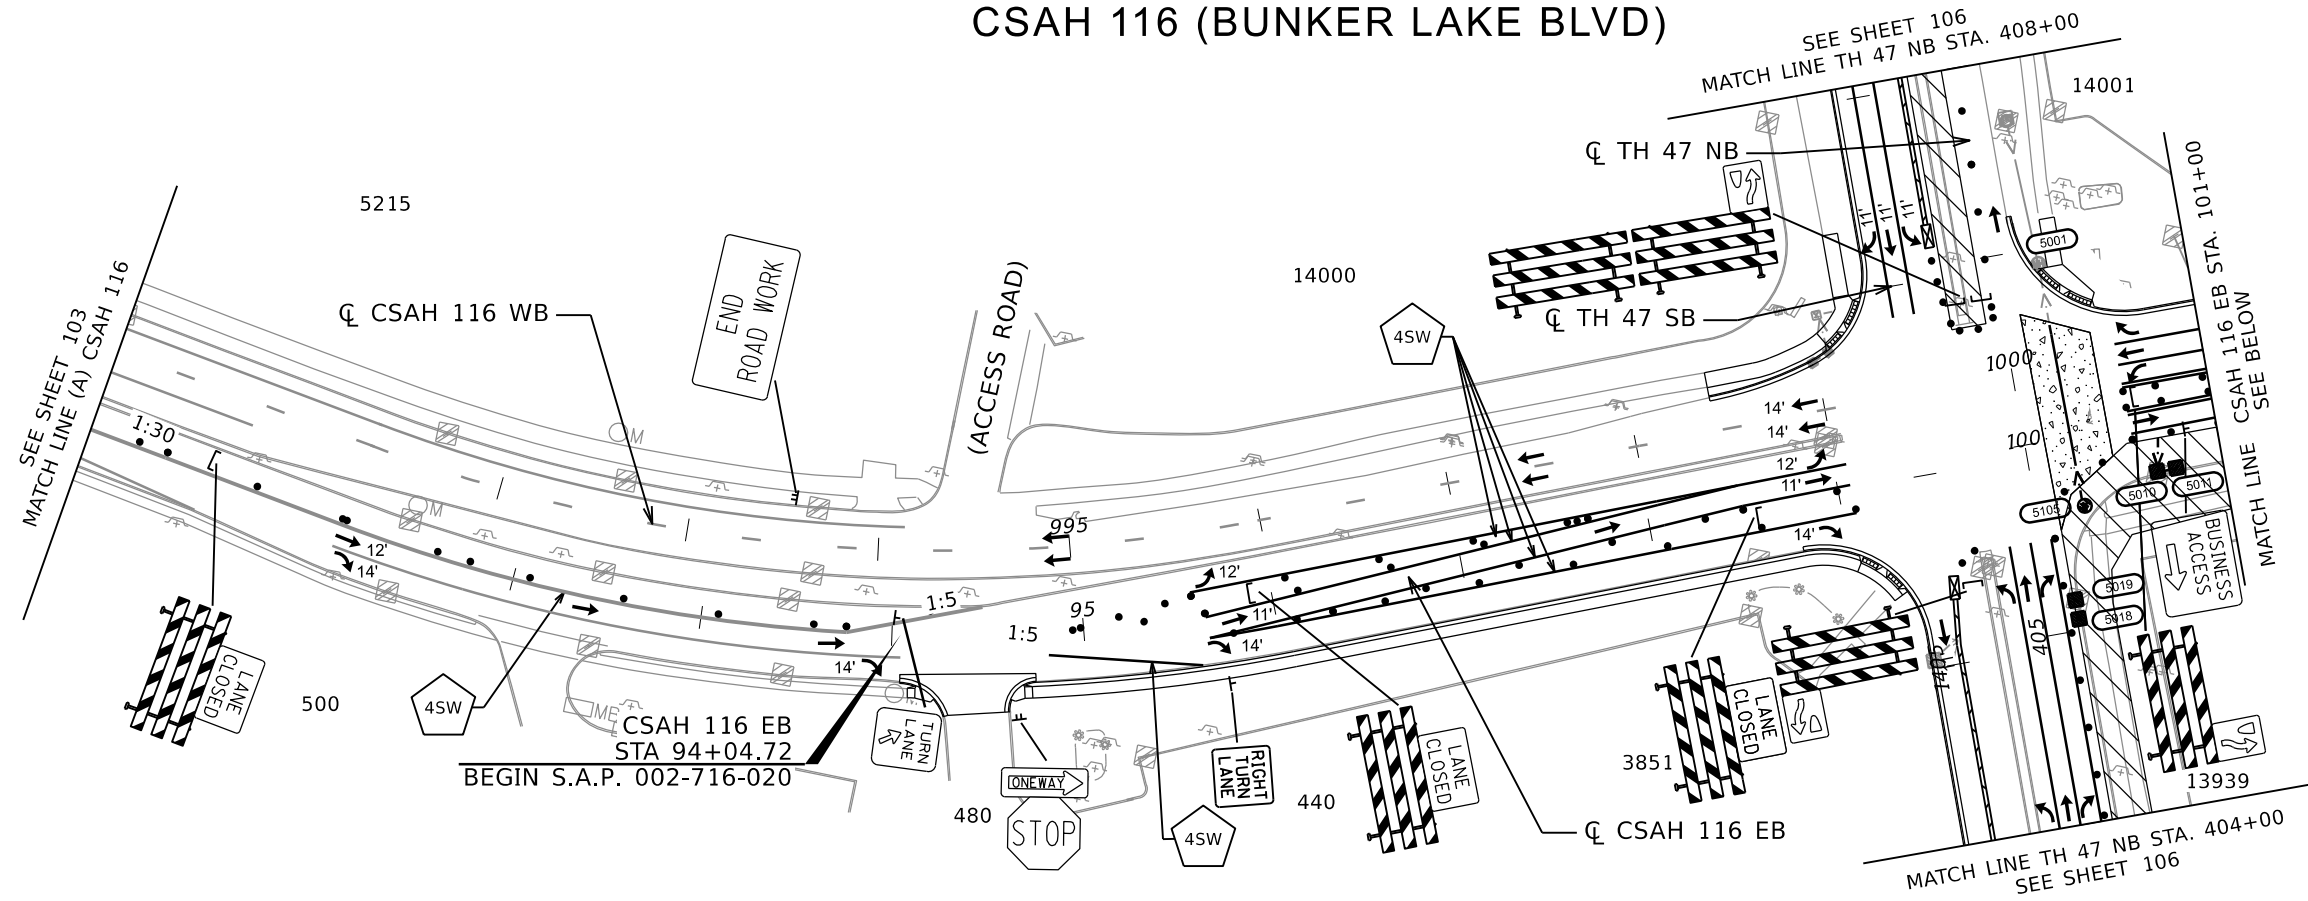 CSAH 116 (BUNKER LAKE BLVD)
SEE SHEET 106
MATCH LINE TH 47 NB STA. 408+00
14001
℄ TH 47 NB
5215
SEE SHEET 103
MATCH LINE (A) CSAH 116
℄ CSAH 116 WB
END
ROAD WORK
(ACCESS ROAD)
14000
4SW
℄ TH 47 SB
11'
11'
11'
5001
MATCH LINE CSAH 116 EB STA. 101+00
SEE BELOW
1000
100
1:30
M
M
995
14'
14'
12'
11'
14'
5010
5011
5105
BUSINESS
ACCESS
12'
14'
1:5
95
1:5
12'
11'
14'
14'
405
1405
5019
5018
LANE
CLOSED
500
4SW
CSAH 116 EB
STA 94+04.72
BEGIN S.A.P. 002-716-020
TURN
LANE
ONEWAY
STOP
480
4SW
RIGHT
TURN
LANE
440
LANE
CLOSED
3851
LANE
CLOSED
℄ CSAH 116 EB
13939
MATCH LINE TH 47 NB STA. 404+00
SEE SHEET 106